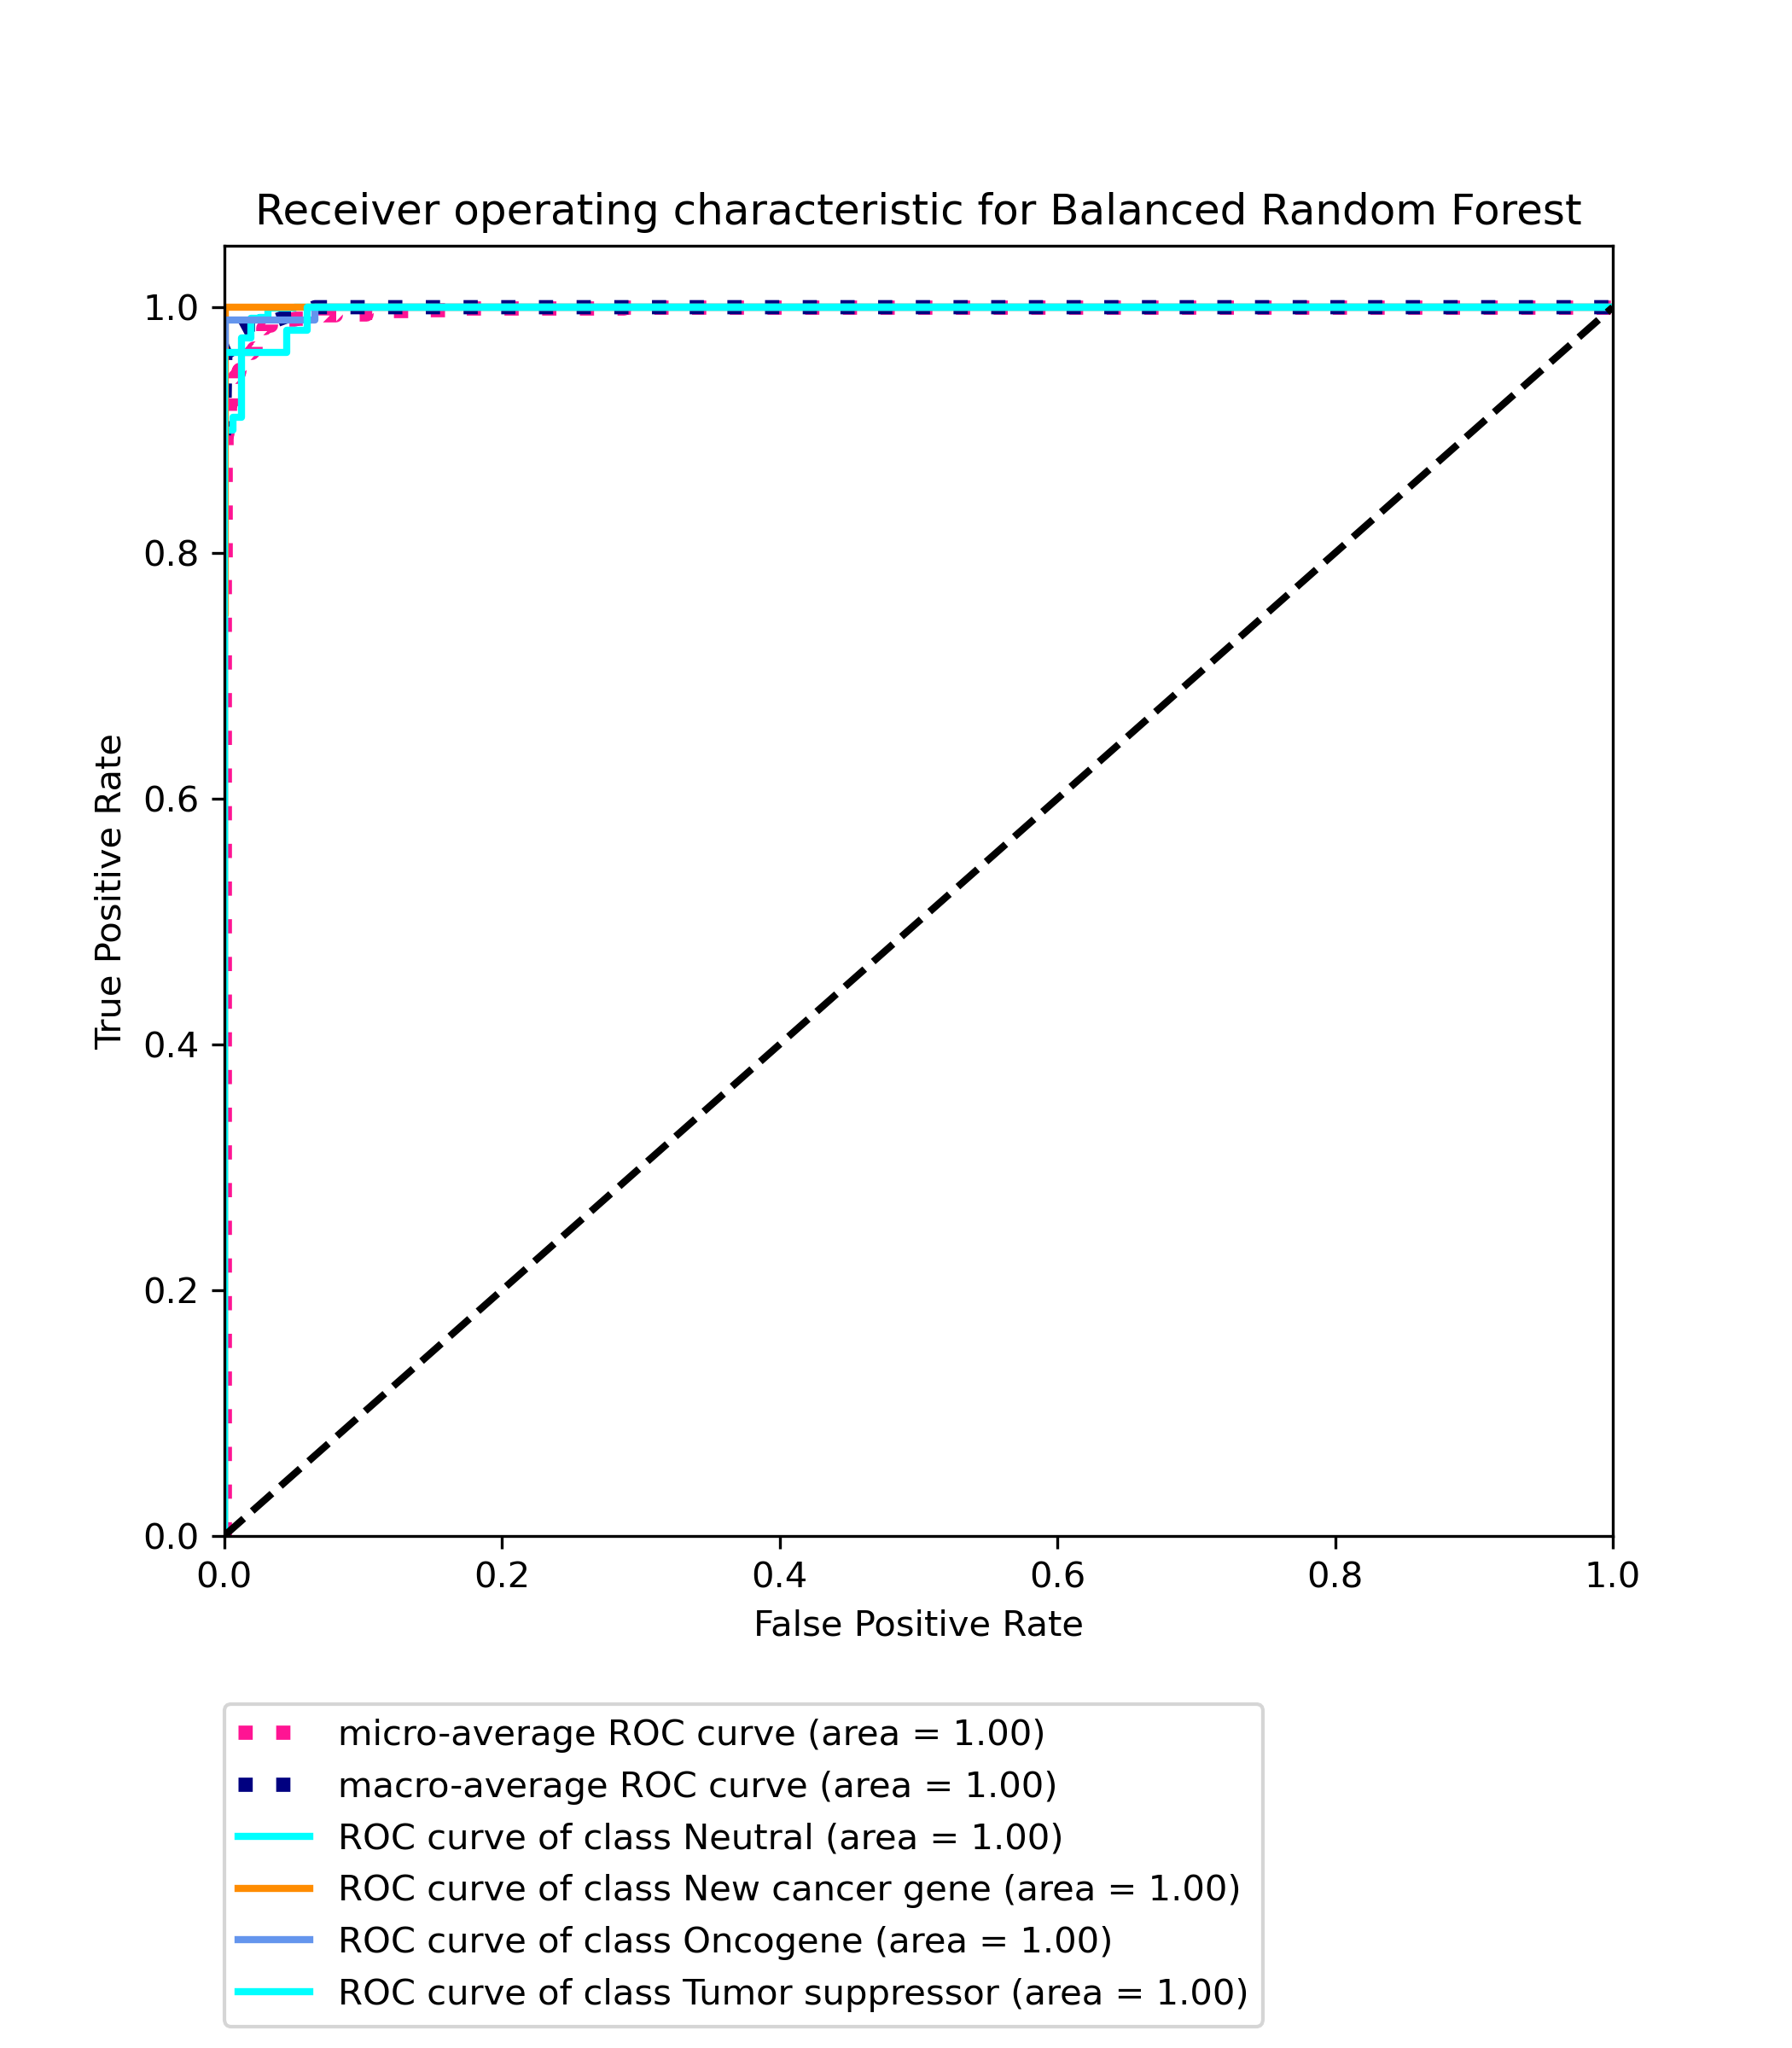 Receiver operating characteristic for Balanced Random Forest
1.0
0.8
0.6
0.4
0.2
0.0
True Positive Rate
0.0 0.2 0.4 0.6 0.8 1.0
False Positive Rate
micro-average ROC curve (area = 1.00)
macro-average ROC curve (area = 1.00)
ROC curve of class Neutral (area = 1.00)
ROC curve of class New cancer gene (area = 1.00)
ROC curve of class Oncogene (area = 1.00)
ROC curve of class Tumor suppressor (area = 1.00)